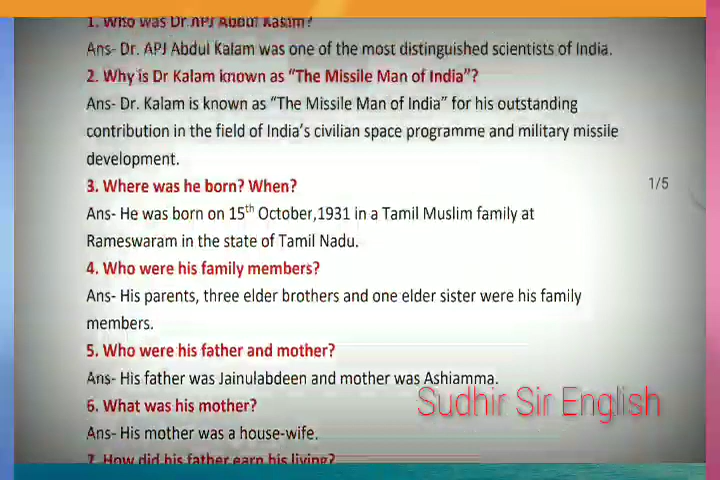 1. Who was Dr APJ Abdul Kalam?
Ans- Dr. APJ Abdul Kalam was one of the most distinguished scientists of India.
2. Why is Dr Kalam known as “The Missile Man of India”?
Ans- Dr. Kalam is known as “The Missile Man of India” for his outstanding
contribution in the field of India’s civilian space programme and military missile
development.
3. Where was he born? When?
1/5
Ans- He was born on 15th October,1931 in a Tamil Muslim family at
Rameswaram in the state of Tamil Nadu.
4. Who were his family members?
Ans- His parents, three elder brothers and one elder sister were his family
members.
5. Who were his father and mother?
Ans- His father was Jainulabdeen and mother was Ashiamma.
Sudhir Sir English
6. What was his mother?
Ans- His mother was a house-wife.
7. How did his father earn his living?